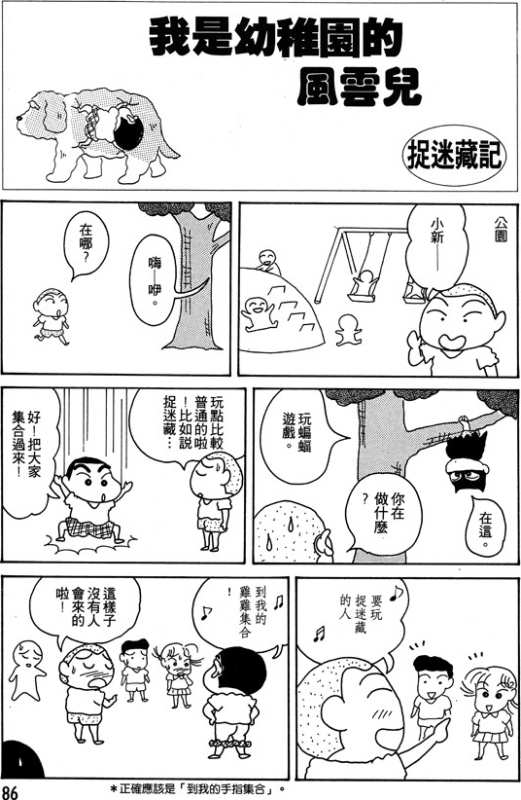 我是幼稚園的
風雲兒
捉迷藏記
公園
小新——
嗨——咿。
在哪?
在這。
你在
做什麼
?
玩蝙蝠
遊戲。
玩點比較
普通的啦
!比如說
捉迷藏…
好!把大家
集合過來!
要玩
捉迷藏
的人
到我的
雞雞集合
!
這樣子
沒有人
會來的
啦!
86
＊正確應該是「到我的手指集合」。